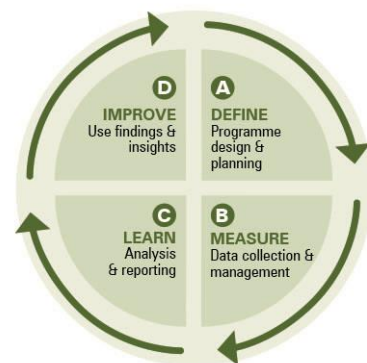 A
DEFINE
Programme
design &
planning
B
MEASURE
Data collection &
management
C
LEARN
Analysis
& reporting
D
IMPROVE
Use findings &
insights